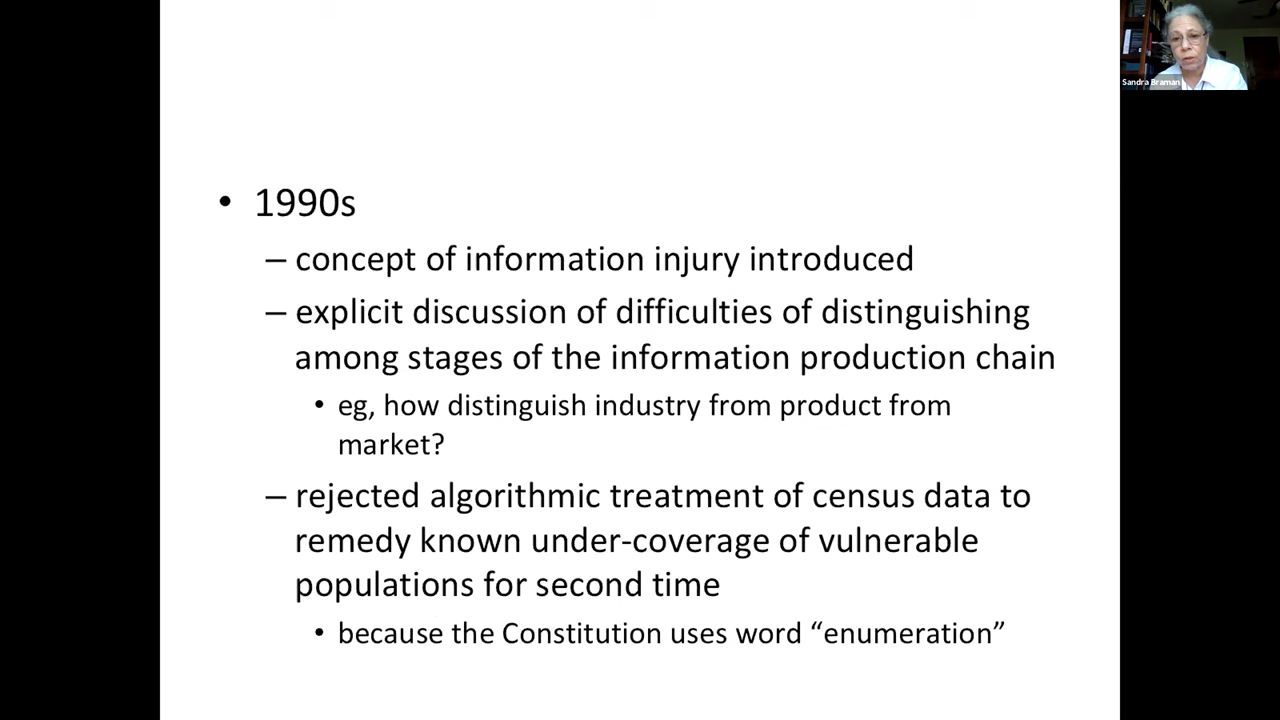 • 1990s
– concept of information injury introduced
– explicit discussion of difficulties of distinguishing
among stages of the information production chain
• eg, how distinguish industry from product from
market?
– rejected algorithmic treatment of census data to
remedy known under-coverage of vulnerable
populations for second time
• because the Constitution uses word “enumeration”
Sandra Braman